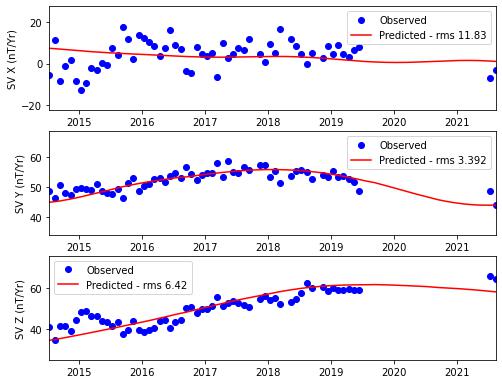 SV X (nT/Yr)
20
0
−20
Observed
Predicted - rms 11.83
2015 2016 2017 2018 2019 2020 2021
SV Y (nT/Yr)
60
50
40
Observed
Predicted - rms 3.392
2015 2016 2017 2018 2019 2020 2021
SV Z (nT/Yr)
60
40
Observed
Predicted - rms 6.42
2015 2016 2017 2018 2019 2020 2021